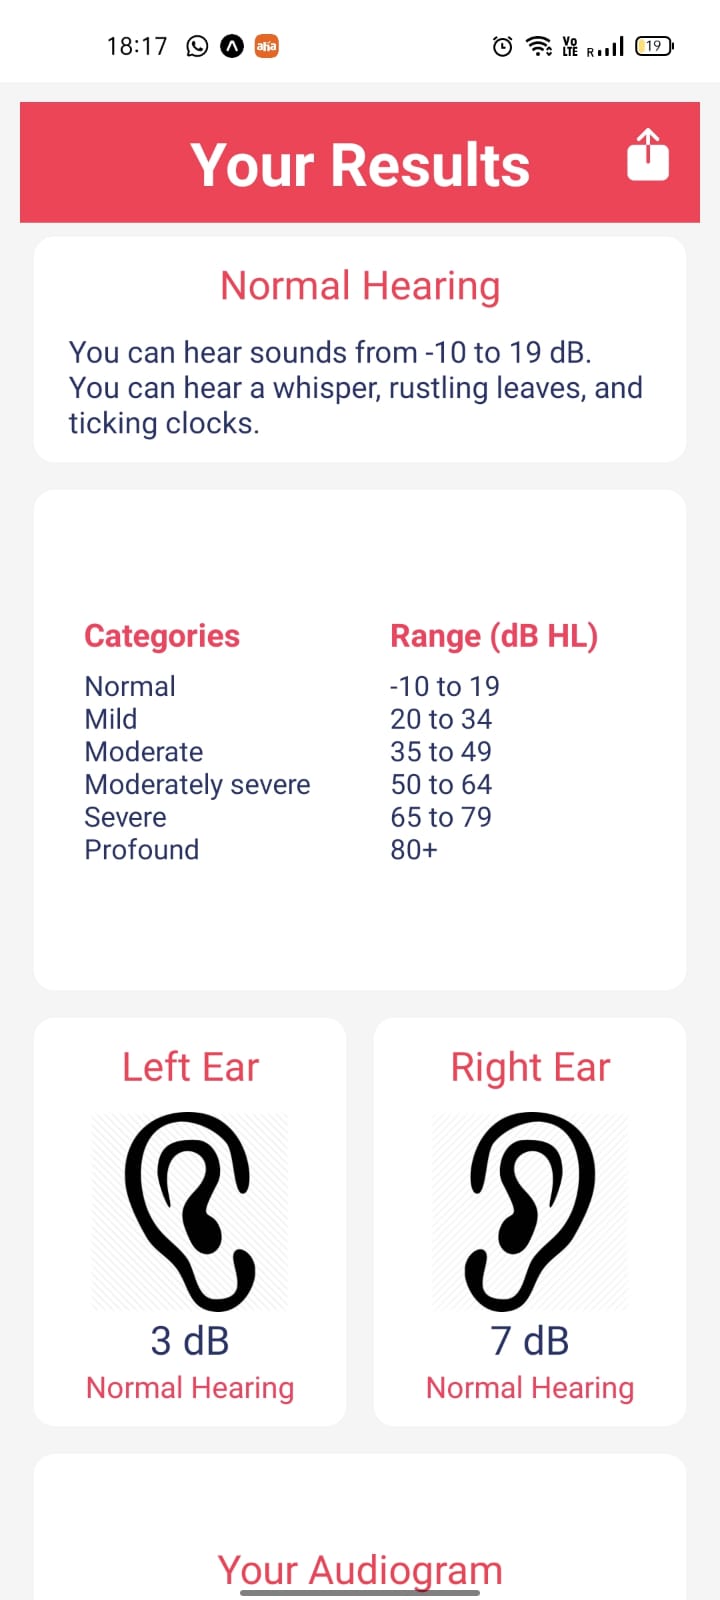 18:17 aha Vo LTE R 19
Your Results
Normal Hearing
You can hear sounds from -10 to 19 dB.
You can hear a whisper, rustling leaves, and
ticking clocks.
Categories Range (dB HL)
Normal -10 to 19
Mild 20 to 34
Moderate 35 to 49
Moderately severe 50 to 64
Severe 65 to 79
Profound 80+
Left Ear Right Ear
3 dB 7 dB
Normal Hearing Normal Hearing
Your Audiogram